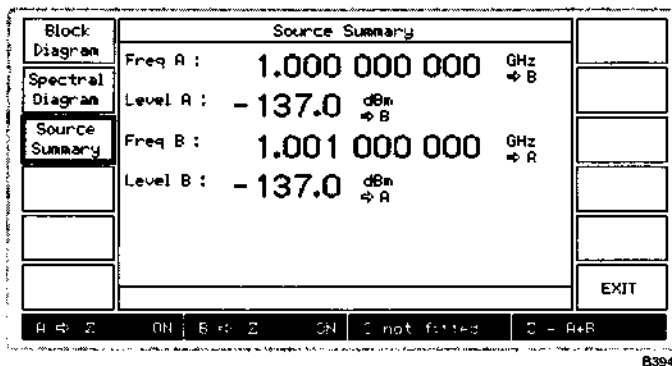 Block
Diagram
Spectral
Diagram
Source
Summary
Source Summary
Freq A : 1.000 000 000 GHz
⇨ B
Level A : -137.0 dBm
⇨ B
Freq B : 1.001 000 000 GHz
⇨ A
Level B : -137.0 dBm
⇨ A
EXIT
A ⇨ Σ ON B ⇨ Σ ON C not fitted Σ = A+B
B394